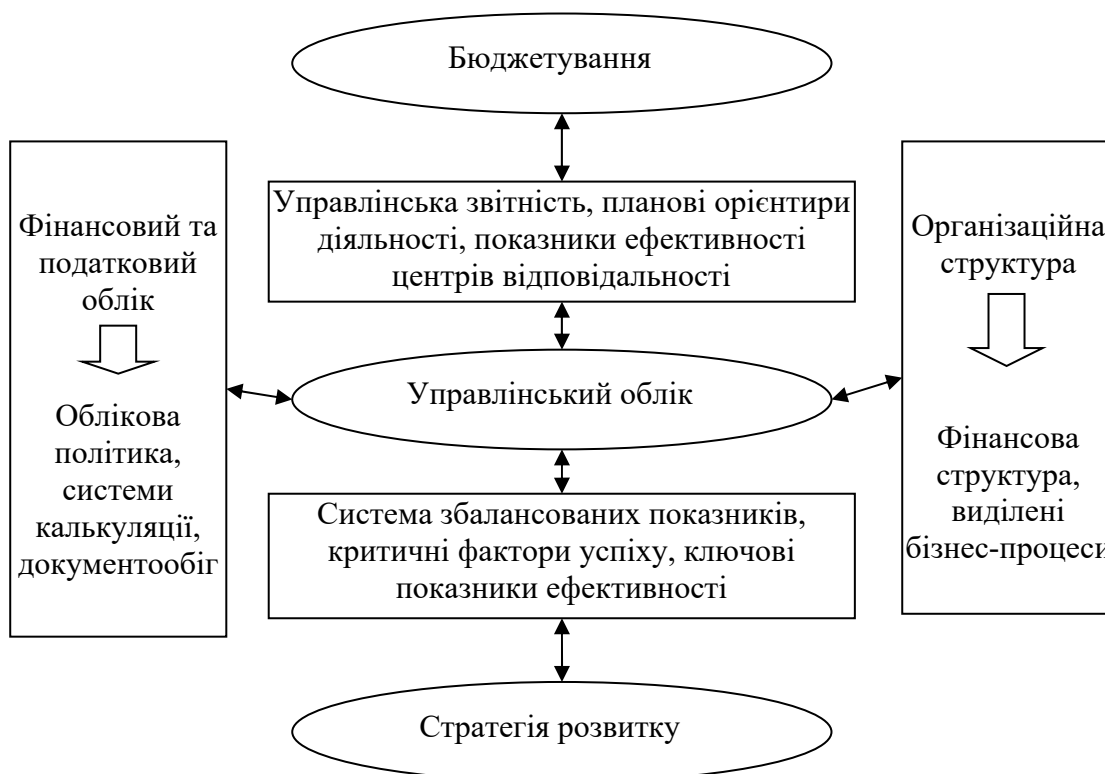 Бюджетування
Управлінська звітність, планові орієнтири
діяльності, показники ефективності
центрів відповідальності
Фінансовий та
податковий
облік
Облікова
політика,
системи
калькуляції,
документообіг
Управлінський облік
Організаційна
структура
Фінансова
структура,
виділені
бізнес-процеси
Система збалансованих показників,
критичні фактори успіху, ключові
показники ефективності
Стратегія розвитку